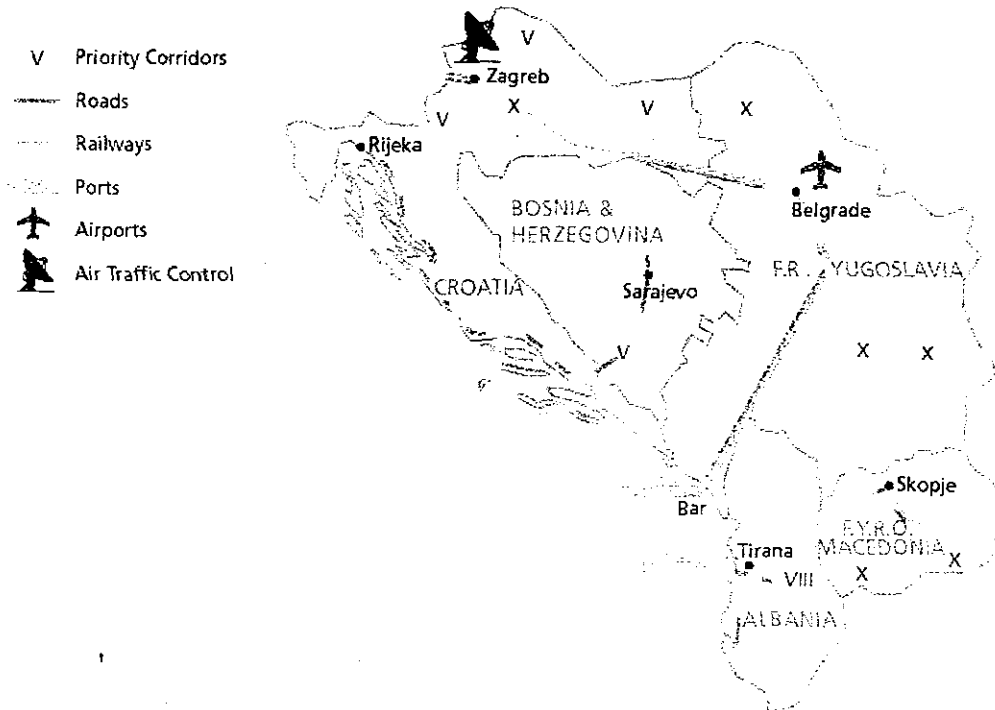 V Priority Corridors
Roads
Railways
Ports
Airports
Air Traffic Control
V
Zagreb
X
V
V
X
Rijeka
Belgrade
BOSNIA &
HERZEGOVINA
F.R. YUGOSLAVIA
CROATIA
Sarajevo
V
X
X
Skopje
Bar
F.Y.R.O.
MACEDONIA
Tirana
VIII
X
X
ALBANIA